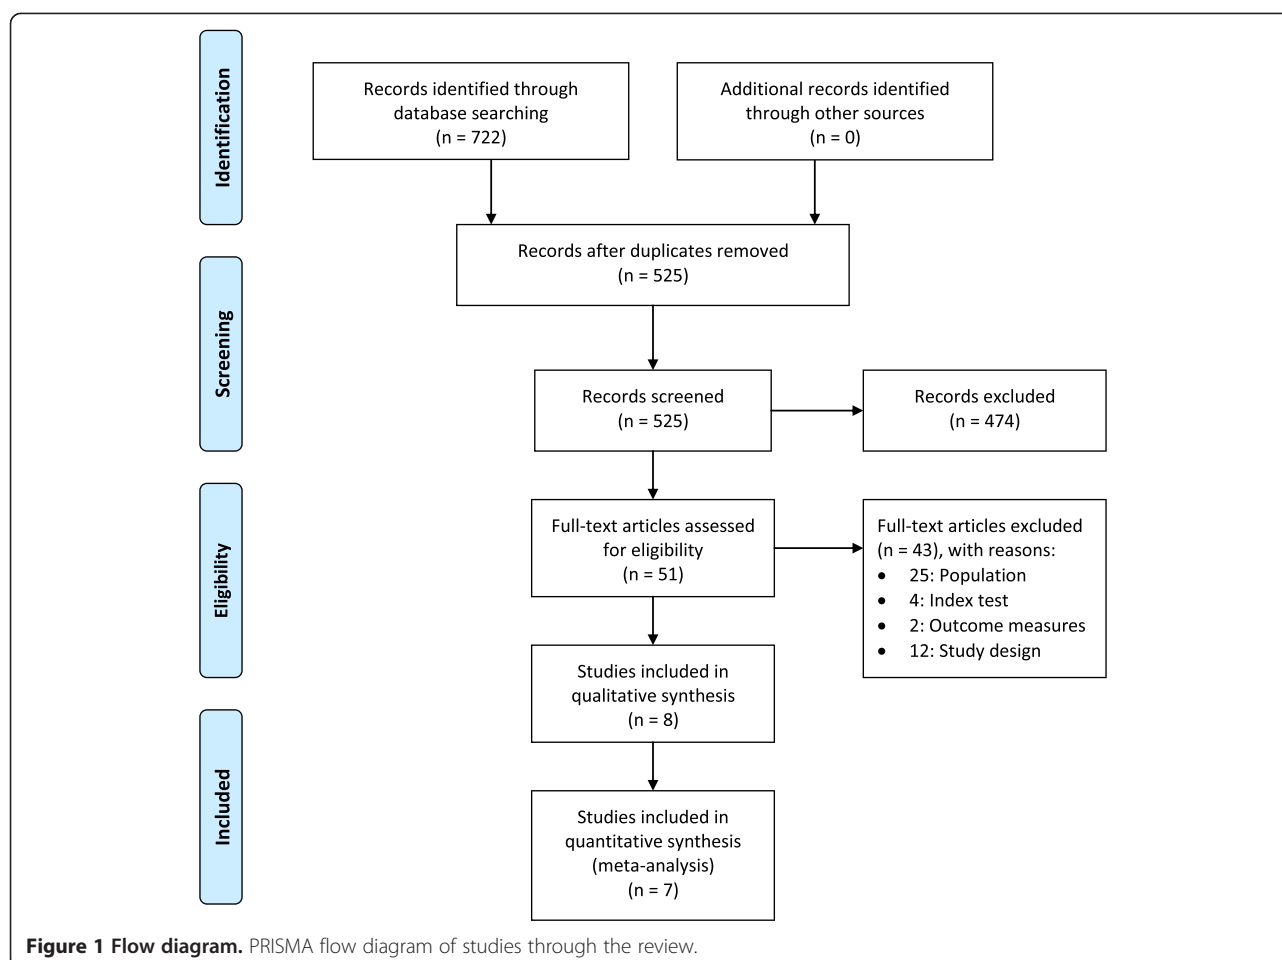 Identification
Records identified through
database searching
(n = 722)
Additional records identified
through other sources
(n = 0)
Records after duplicates removed
(n = 525)
Screening
Records screened
(n = 525)
Records excluded
(n = 474)
Eligibility
Full-text articles assessed
for eligibility
(n = 51)
Full-text articles excluded
(n = 43), with reasons:
• 25: Population
• 4: Index test
• 2: Outcome measures
• 12: Study design
Studies included in
qualitative synthesis
(n = 8)
Included
Studies included in
quantitative synthesis
(meta-analysis)
(n = 7)
Figure 1 Flow diagram. PRISMA flow diagram of studies through the review.